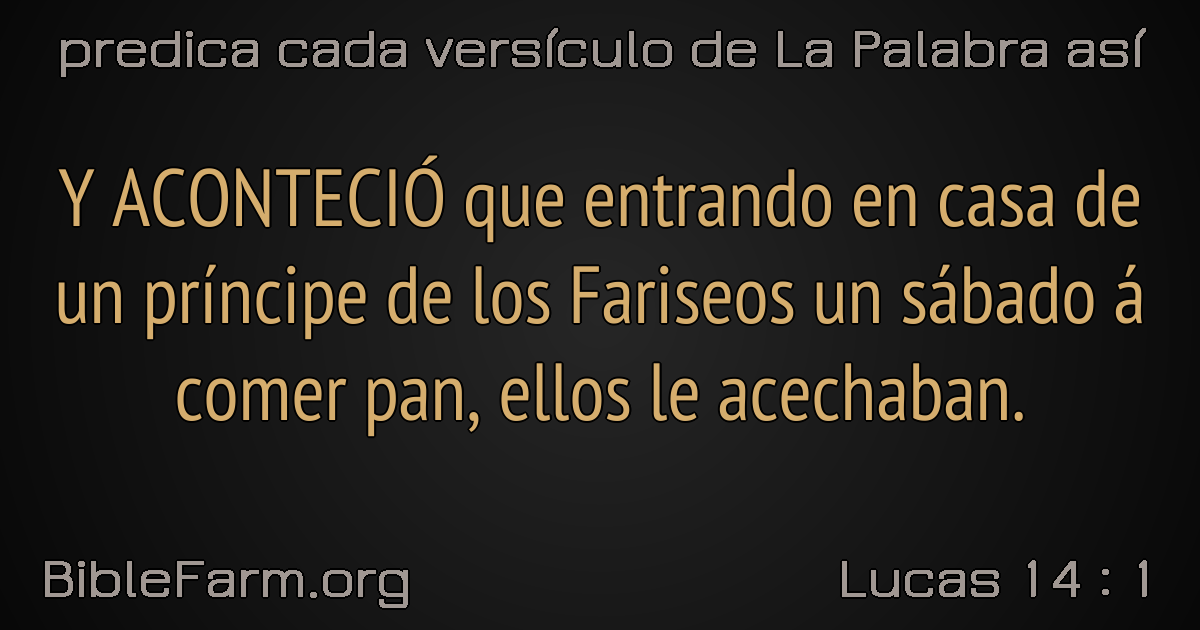 predica cada versículo de La Palabra así
Y ACONTECIÓ que entrando en casa de
un príncipe de los Fariseos un sábado á
comer pan, ellos le acechaban.
BibleFarm.org
Lucas 14 : 1